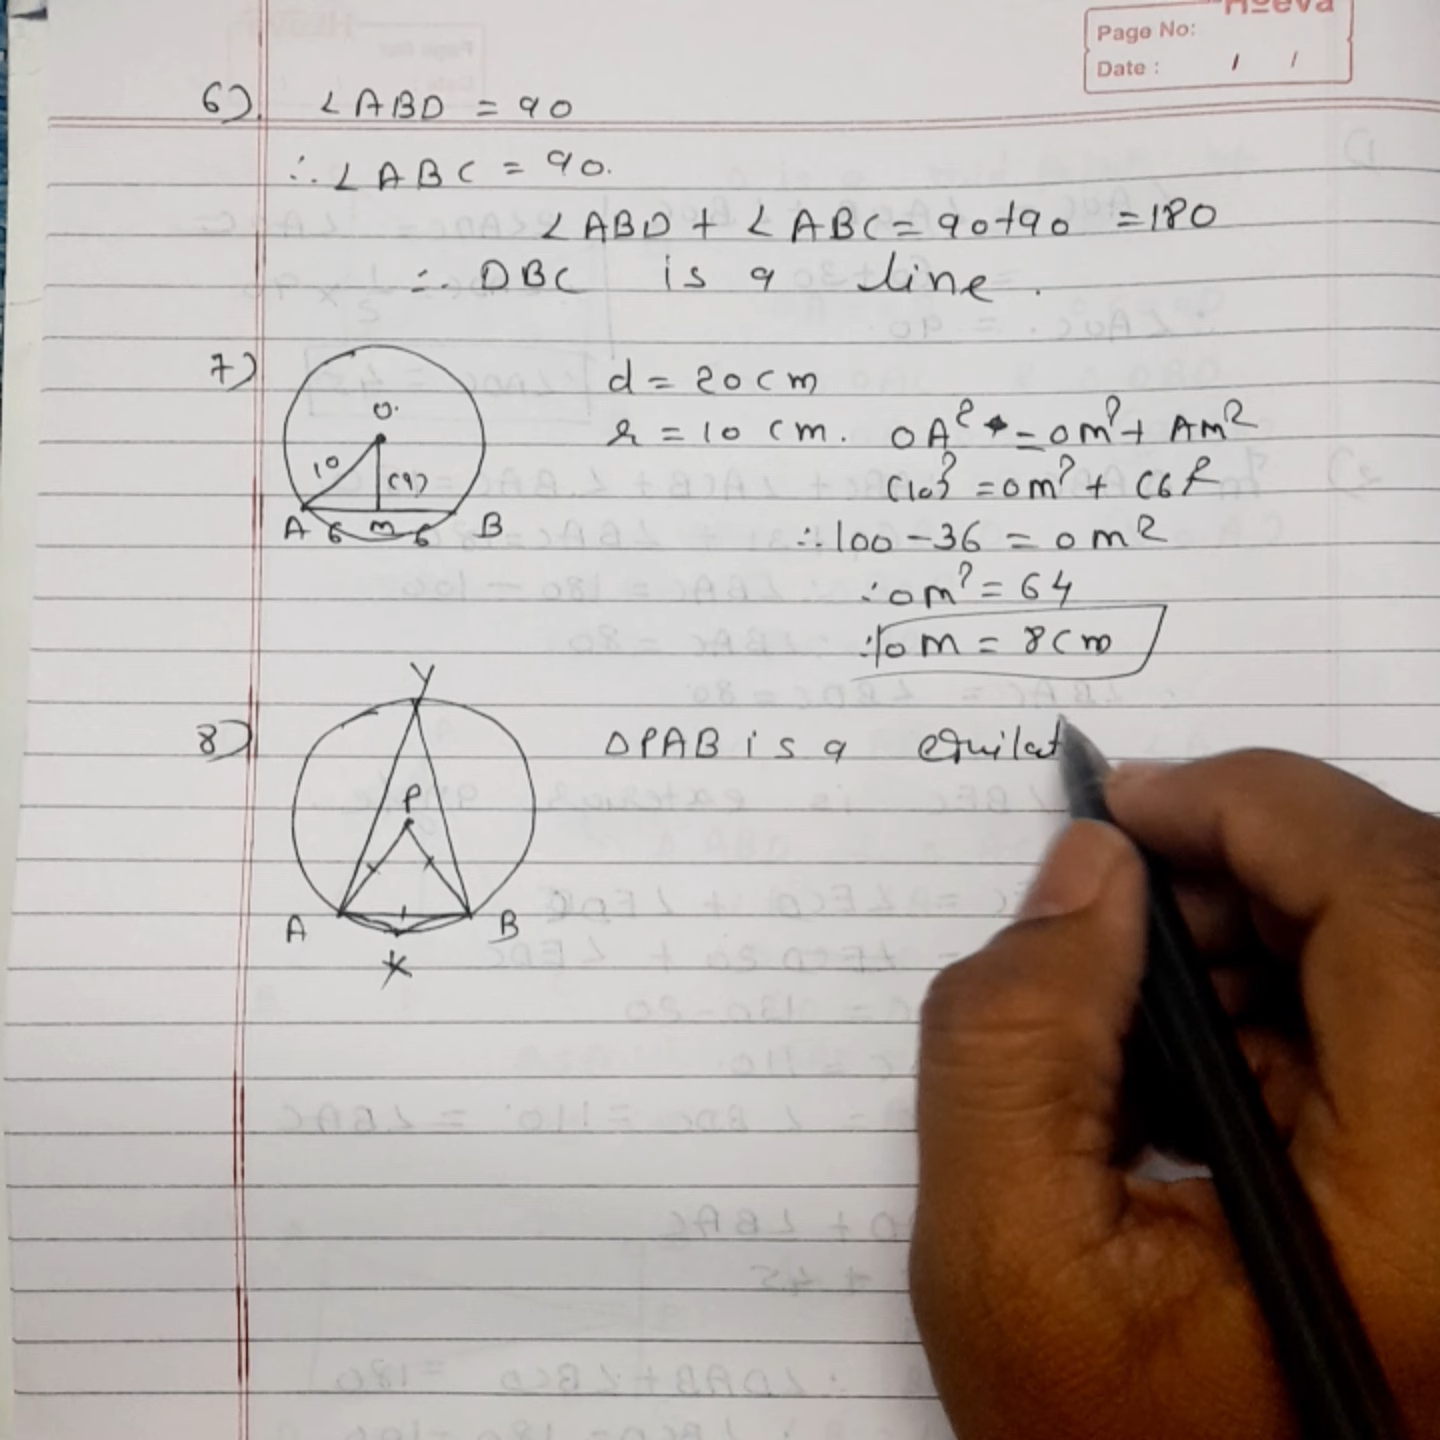 Hoeva
Page No:
Date : / /
6) ∠ABD = 90
∴ ∠ABC = 90.
∠ABD + ∠ABC = 90+90 = 180
∴ DBC is a line.
7) d = 20cm
r = 10 cm. OA² = om² + Am²
(10)² = om² + (6)²
∴ 100 - 36 = om²
∴ om² = 64
∴ om = 8cm
O.
10 (9)
A 6 m 6 B
8) △PAB is a equilat
Y
P
A B
X